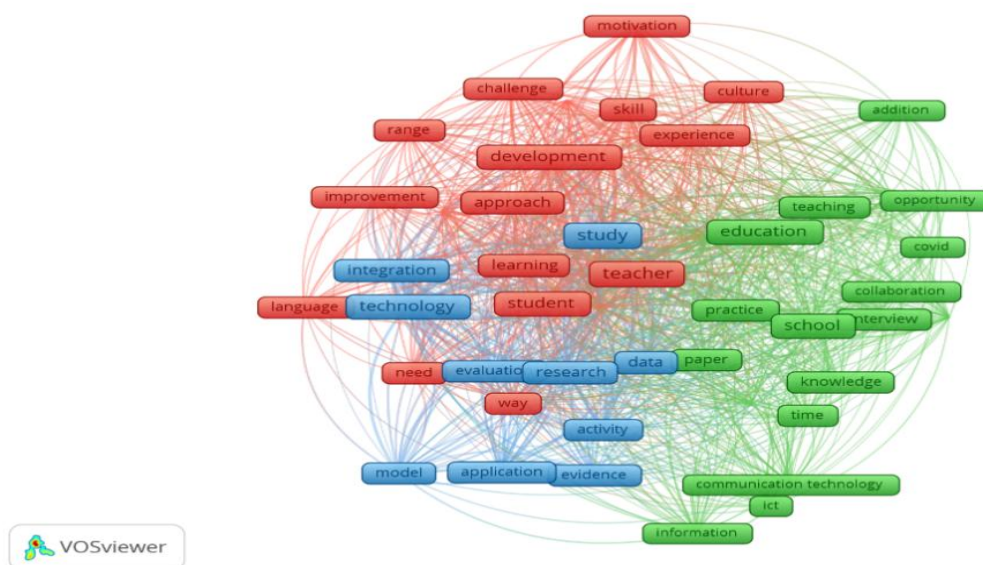 motivation
challenge
culture
skill
addition
range
experience
development
improvement
approach
teaching
opportunity
education
study
covid
learning
integration
teacher
collaboration
language
technology
student
practice
school
interview
need
evaluation
research
data
paper
knowledge
way
time
activity
model
application
evidence
communication technology
ict
information
VOSviewer